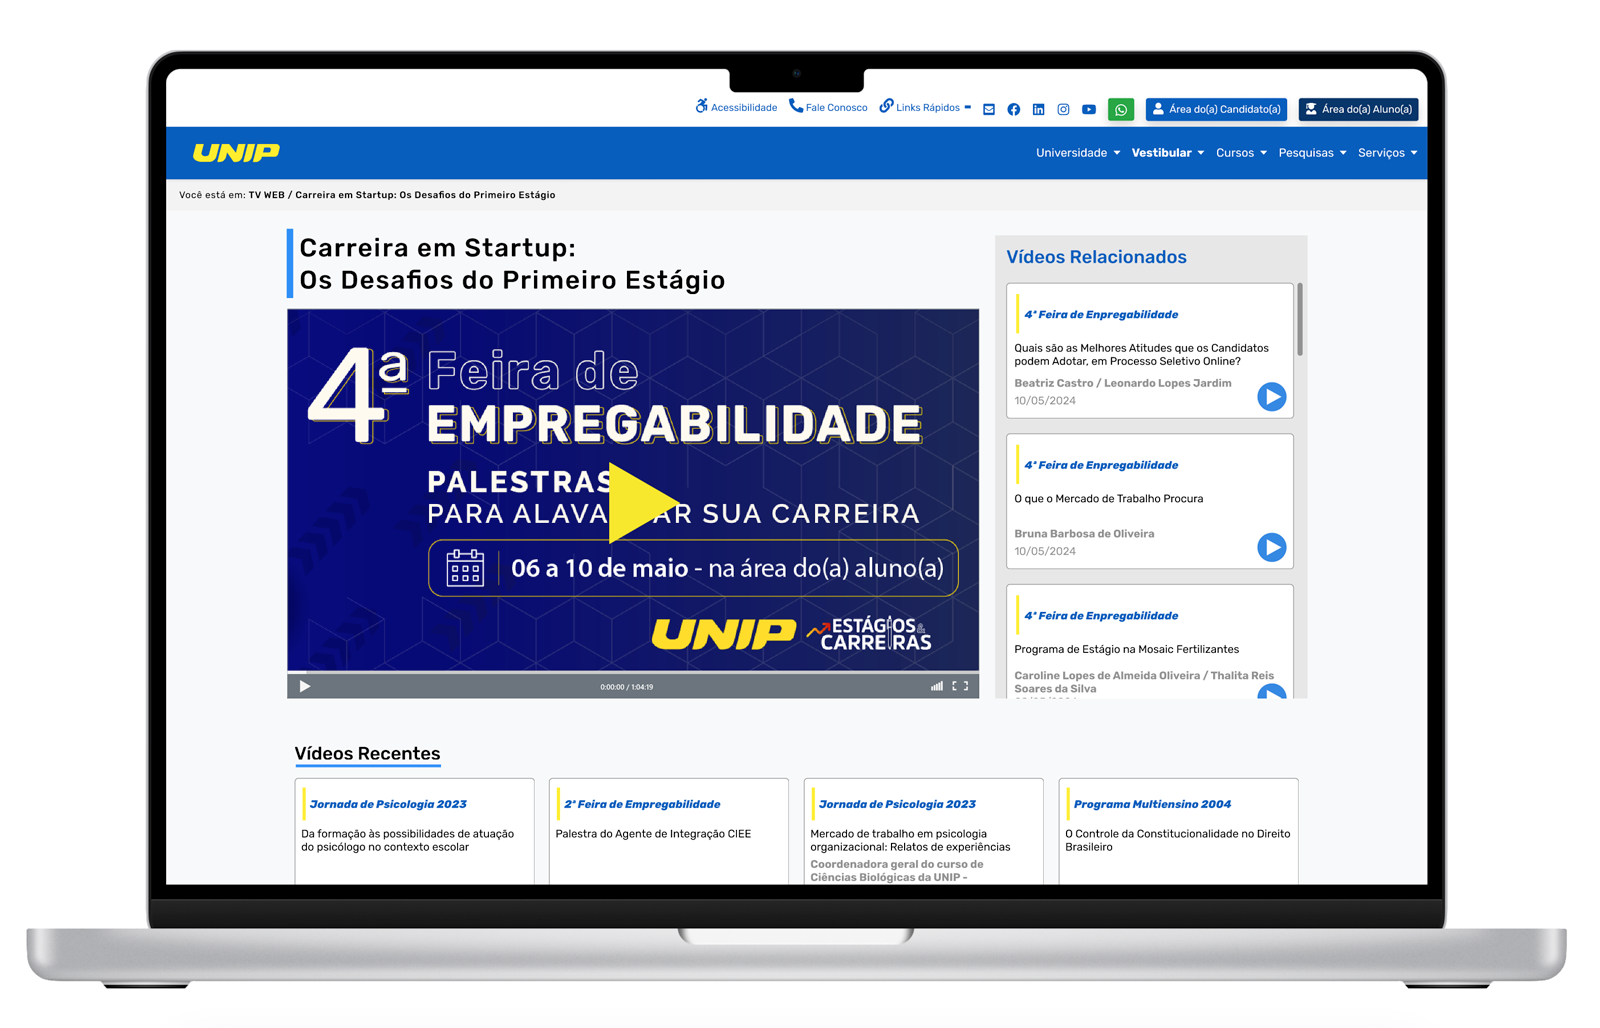 Acessibilidade Fale Conosco Links Rápidos Área do(a) Candidato(a) Área do(a) Aluno(a)
UNIP Universidade Vestibular Cursos Pesquisas Serviços
Você está em: TV WEB / Carreira em Startup: Os Desafios do Primeiro Estágio
Carreira em Startup:
Os Desafios do Primeiro Estágio
4ª Feira de
EMPREGABILIDADE
PALESTRAS
PARA SUA CARREIRA
06 a 10 de maio - na área do(a) aluno(a)
UNIP ESTÁGIOS&
CARREIRAS
0:00:00 / 1:04:19
Vídeos Relacionados
4ª Feira de Enpregabilidade
Quais são as Melhores Atitudes que os Candidatos
podem Adotar, em Processo Seletivo Online?
Beatriz Castro / Leonardo Lopes Jardim
10/05/2024
4ª Feira de Enpregabilidade
O que o Mercado de Trabalho Procura
Bruna Barbosa de Oliveira
10/05/2024
4ª Feira de Enpregabilidade
Programa de Estágio na Mosaic Fertilizantes
Caroline Lopes de Almeida Oliveira / Thalita Reis
Soares da Silva
Vídeos Recentes
Jornada de Psicologia 2023
Da formação às possibilidades de atuação
do psicólogo no contexto escolar
2ª Feira de Empregabilidade
Palestra do Agente de Integração CIEE
Jornada de Psicologia 2023
Mercado de trabalho em psicologia
organizacional: Relatos de experiências
Coordenadora geral do curso de
Ciências Biológicas da UNIP -
Programa Multiensino 2004
O Controle da Constitucionalidade no Direito
Brasileiro